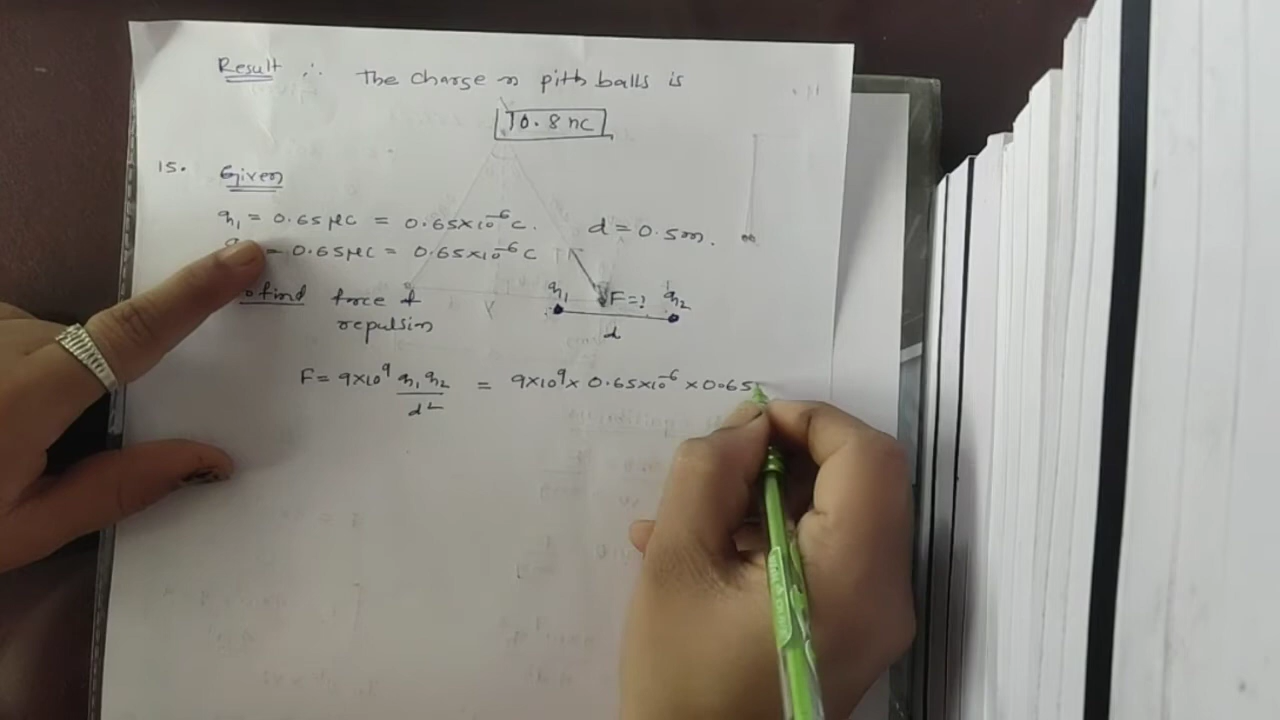 Result ∴ The charge on pith balls is
10.8 nC
15. Given
q₁ = 0.65 μC = 0.65×10⁻⁶ C. d = 0.5m.
= 0.65 μC = 0.65×10⁻⁶ C
find force of q₁ F=? q₂
repulsion d
F = 9×10⁹ q₁ q₂ = 9×10⁹ × 0.65×10⁻⁶ × 0.65
d²